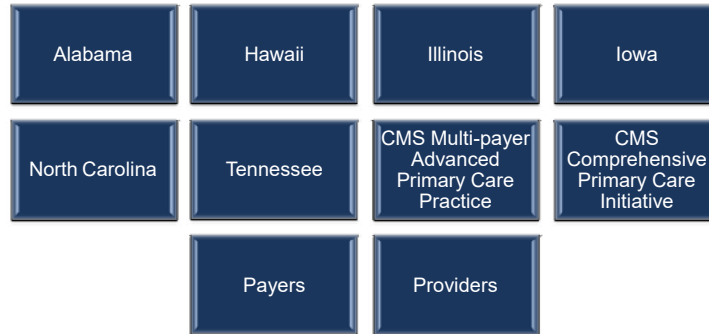 Alabama
Hawaii
Illinois
Iowa
North Carolina
Tennessee
CMS Multi-payer
Advanced
Primary Care
Practice
CMS
Comprehensive
Primary Care
Initiative
Payers
Providers